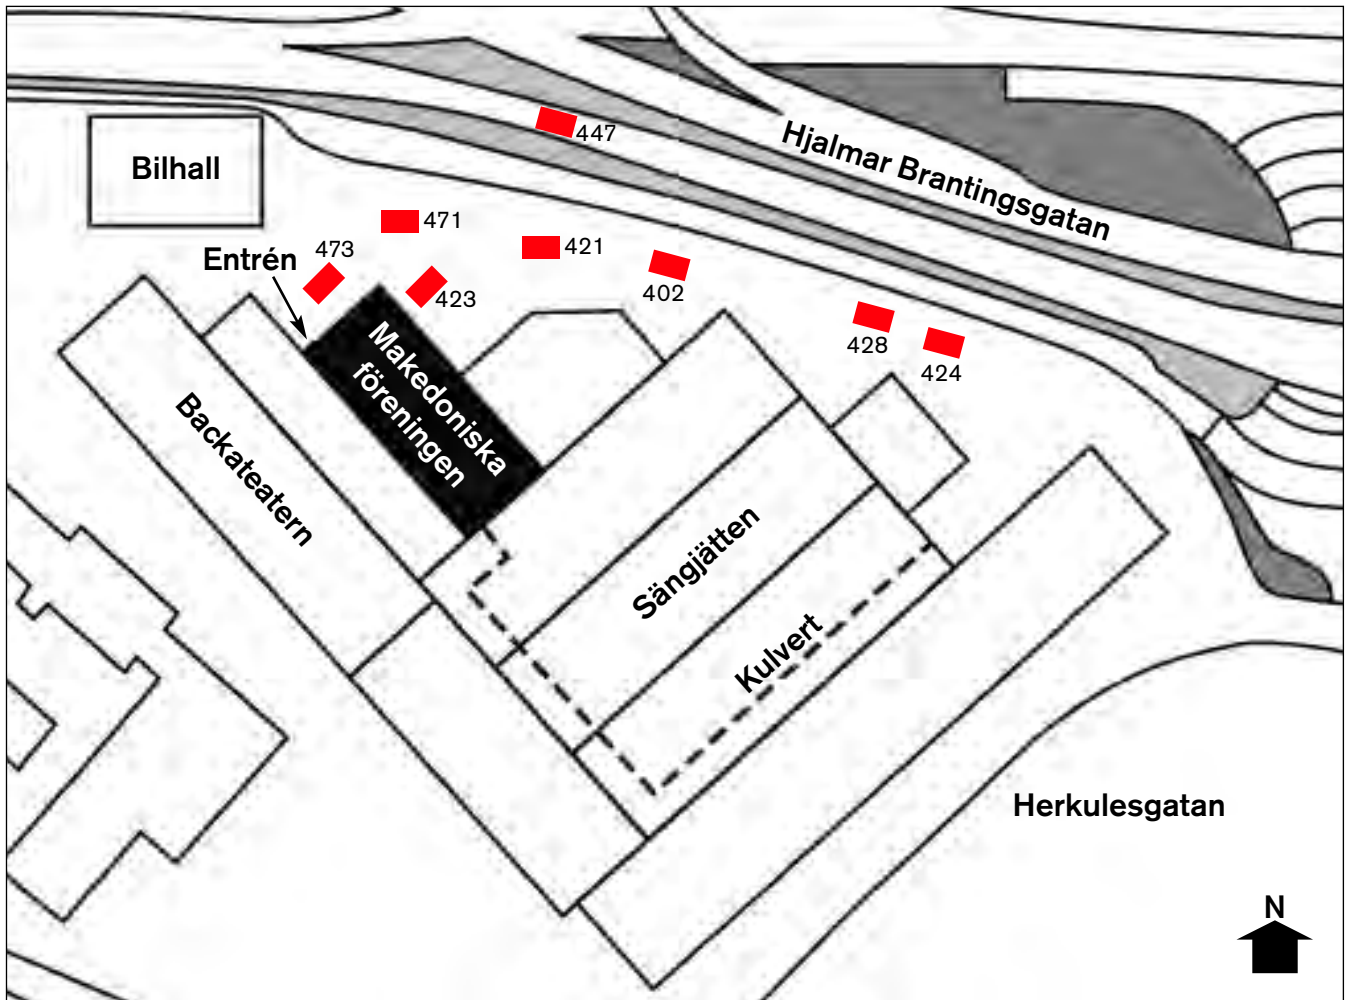 447
Hjalmar Brantingsgatan
Bilhall
471
473
421
Entrén
423
402
428
424
Makedoniska
föreningen
Backateatern
Sängjätten
Kulvert
Herkulesgatan
N